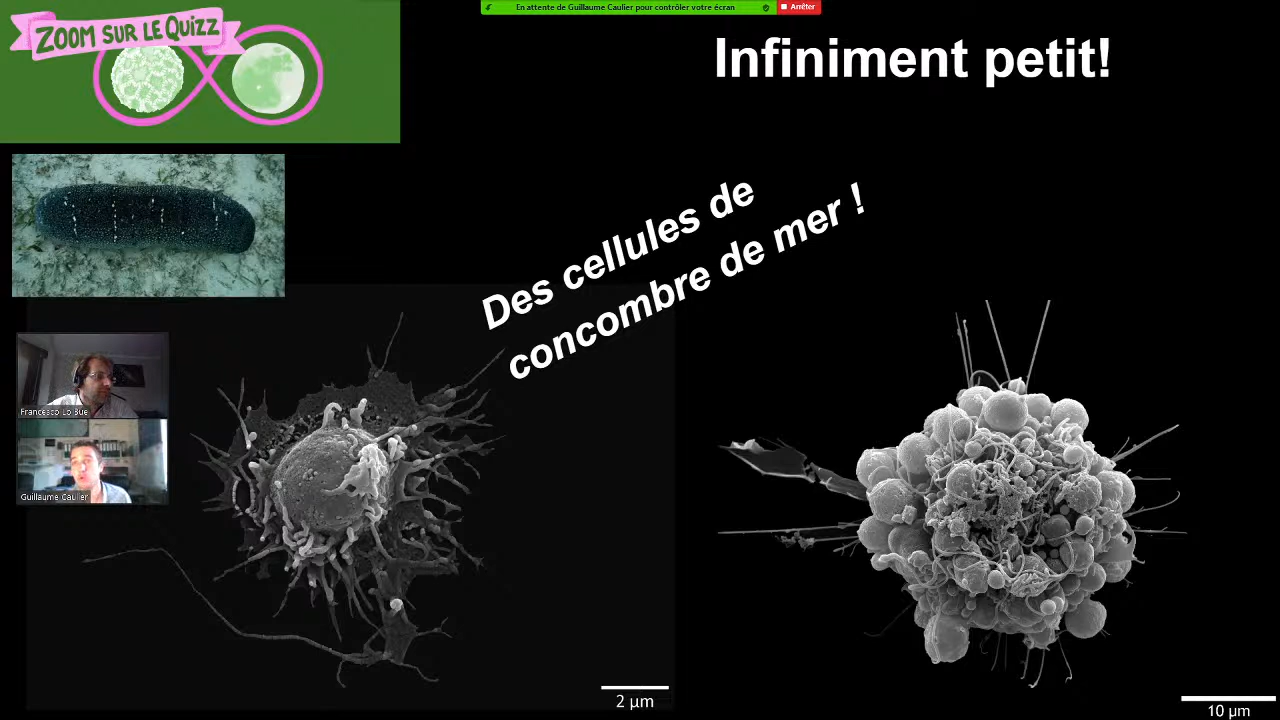 En attente de Guillaume Caulier pour contrôler votre écran
Arrêter
ZOOM SUR LE QUIZZ
Infiniment petit!
Des cellules de
concombre de mer !
Francesco Lo Bue
Guillaume Caulier
2 µm
10 µm